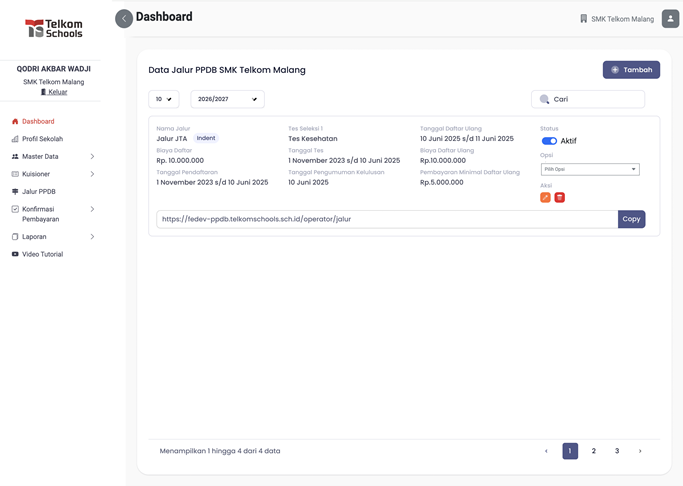 Telkom
Schools
Dashboard
SMK Telkom Malang
QODRI AKBAR WADJI
SMK Telkom Malang
Keluar
Dashboard
Profil Sekolah
Master Data
Kuisioner
Jalur PPDB
Konfirmasi
Pembayaran
Laporan
Video Tutorial
Data Jalur PPDB SMK Telkom Malang
Tambah
10
2026/2027
Cari
Nama Jalur
Jalur JTA
Indent
Biaya Daftar
Rp. 10.000.000
Tanggal Pendaftaran
1 November 2023 s/d 10 Juni 2025
Tes Seleksi 1
Tes Kesehatan
Tanggal Tes
1 November 2023 s/d 10 Juni 2025
Tanggal Pengumuman Kelulusan
10 Juni 2025
Tanggal Daftar Ulang
10 Juni 2025 s/d 11 Juni 2025
Biaya Daftar Ulang
Rp.10.000.000
Pembayaran Minimal Daftar Ulang
Rp.5.000.000
Status
Aktif
Opsi
Pilih Opsi
Aksi
https://fedev-ppdb.telkomschools.sch.id/operator/jalur
Copy
Menampilkan 1 hingga 4 dari 4 data
‹ 1 2 3 ›